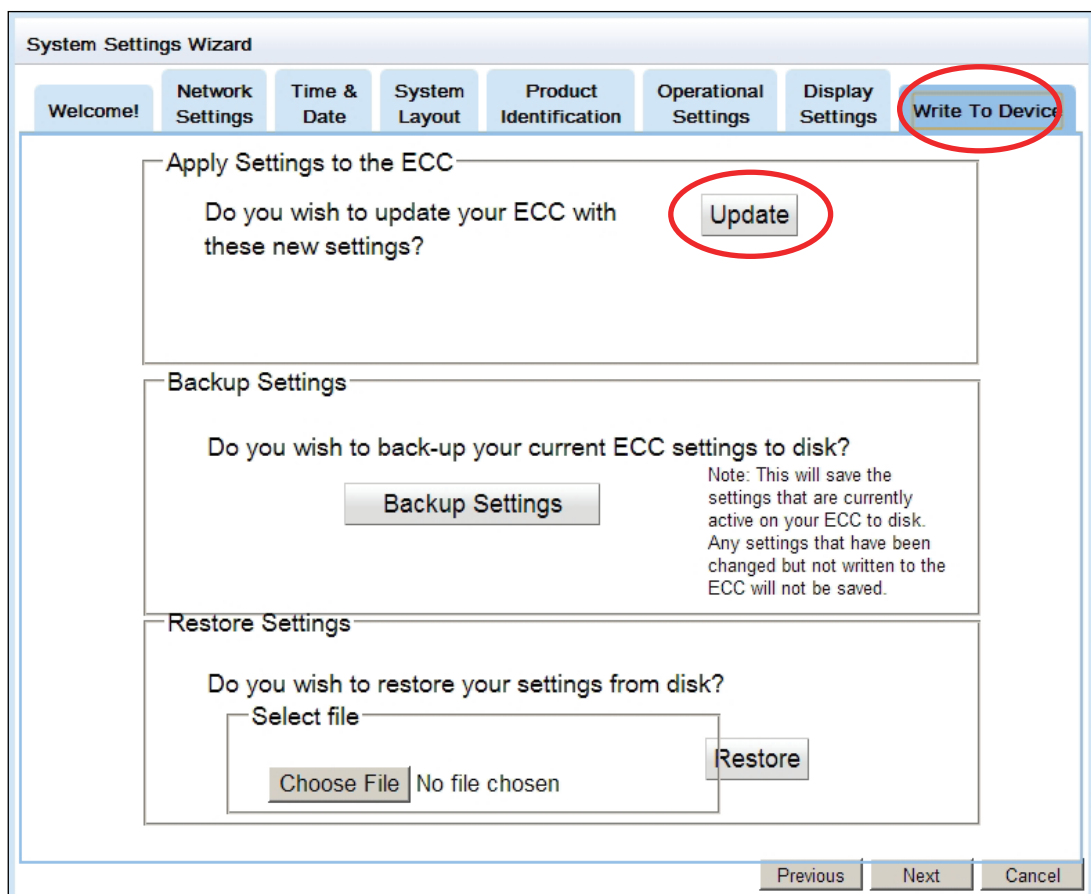 System Settings Wizard
Welcome!
Network
Settings
Time &
Date
System
Layout
Product
Identification
Operational
Settings
Display
Settings
Write To Device
Apply Settings to the ECC
Do you wish to update your ECC with
these new settings?
Update
Backup Settings
Do you wish to back-up your current ECC settings to disk?
Backup Settings
Note: This will save the
settings that are currently
active on your ECC to disk.
Any settings that have been
changed but not written to the
ECC will not be saved.
Restore Settings
Do you wish to restore your settings from disk?
Select file
Choose File No file chosen
Restore
Previous
Next
Cancel